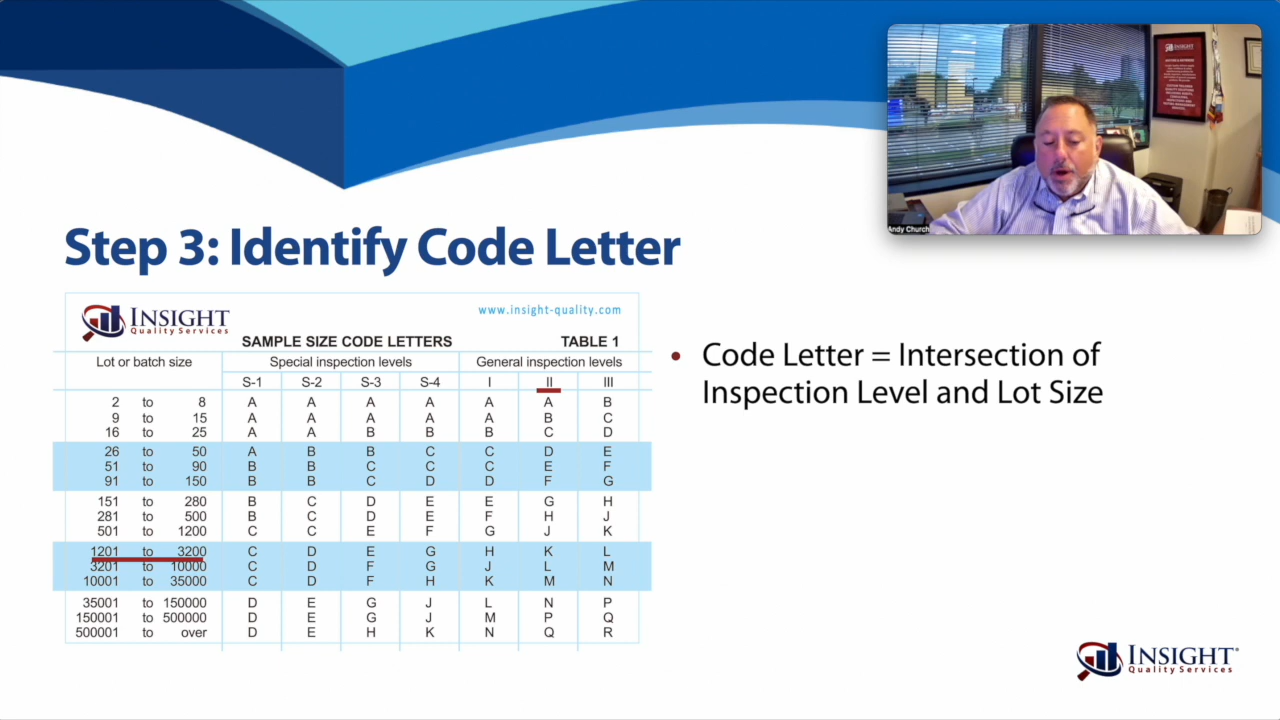 INSIGHT
Andy Church
Step 3: Identify Code Letter
INSIGHT
Quality Services
www.insight-quality.com
SAMPLE SIZE CODE LETTERS TABLE 1
Lot or batch size Special inspection levels General inspection levels
S-1 S-2 S-3 S-4 I II III
2 to 8 A A A A A A B
9 to 15 A A A A A B C
16 to 25 A A B B B C D
26 to 50 A B B C C D E
51 to 90 B B C C C E F
91 to 150 B B C D D F G
151 to 280 B C D E E G H
281 to 500 B C D E F H J
501 to 1200 C C E F G J K
1201 to 3200 C D E G H K L
3201 to 10000 C D F G J L M
10001 to 35000 C D F H K M N
35001 to 150000 D E G J L N P
150001 to 500000 D E G J M P Q
500001 to over D E H K N Q R
• Code Letter = Intersection of
Inspection Level and Lot Size
INSIGHT®
Quality Services